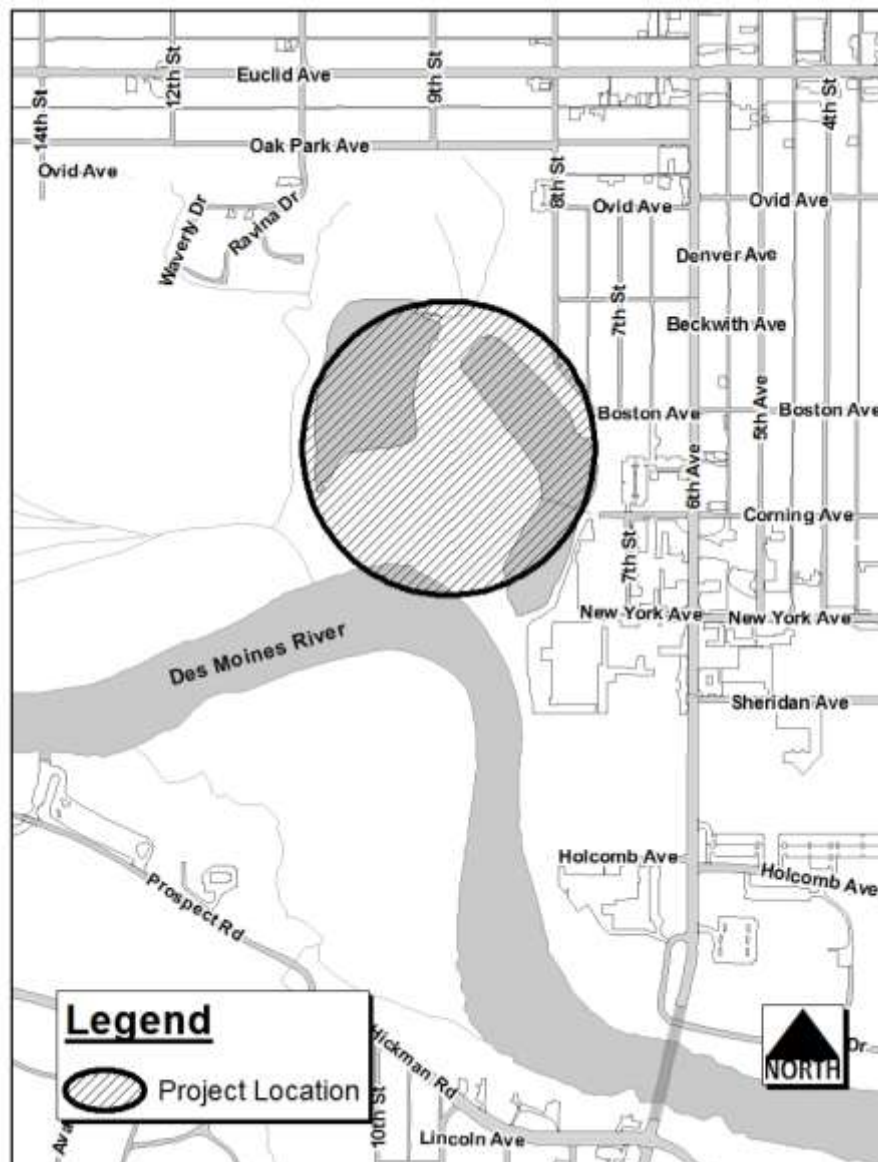 14th St
12th St
Euclid Ave
9th St
4th St
Oak Park Ave
Ovid Ave
8th St
Waverly Dr
Ravina Dr
Ovid Ave
Ovid Ave
Denver Ave
7th St
Beckwith Ave
Boston Ave
5th Ave
Boston Ave
6th Ave
Corning Ave
7th St
New York Ave
New York Ave
Des Moines River
Sheridan Ave
Holcomb Ave
Holcomb Ave
Prospect Rd
Legend
Project Location
Hickman Rd
10th St
Lincoln Ave
NORTH
Dr
Ava